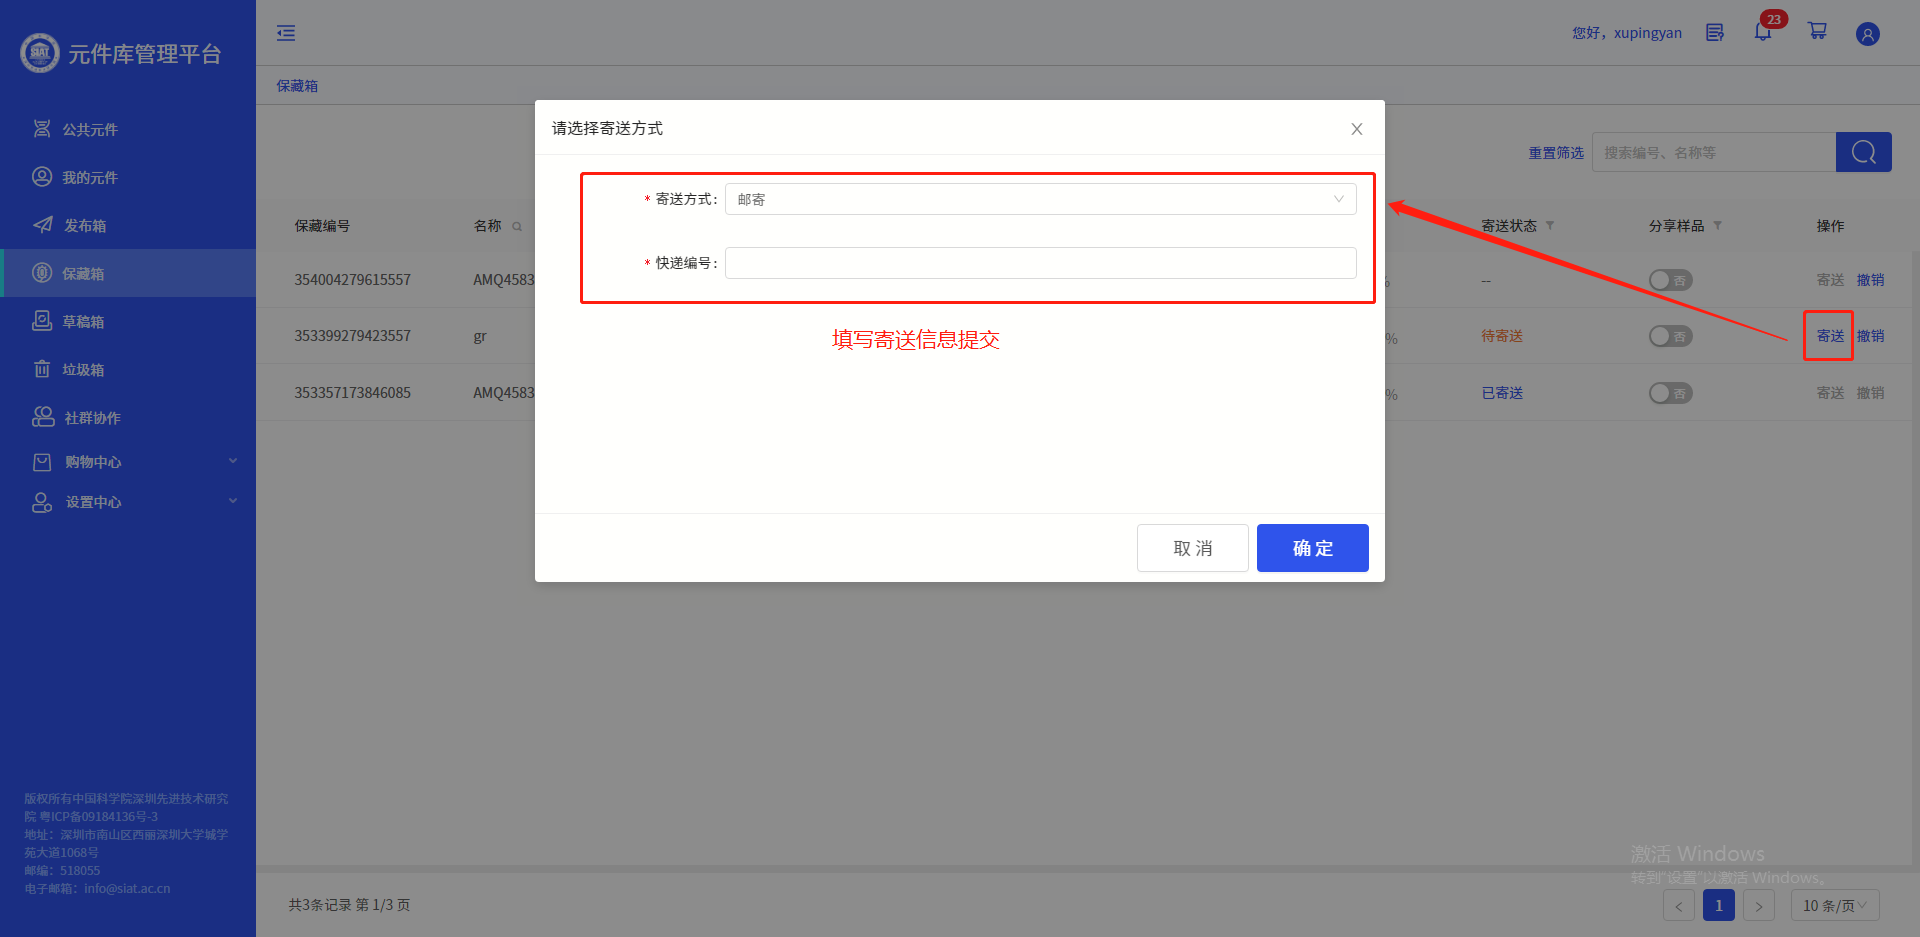 元件库管理平台
您好，xupingyan
23
保藏箱
公共元件
我的元件
发布箱
保藏箱
草稿箱
垃圾箱
社群协作
购物中心
设置中心
重置筛选
搜索编号、名称等
请选择寄送方式
* 寄送方式：
邮寄
* 快递编号：
填写寄送信息提交
取 消
确 定
保藏编号 名称 寄送状态 分享样品 操作
354004279615557 AMQ4583 % -- 否 寄送 撤销
353399279423557 gr % 待寄送 否 寄送 撤销
353357173846085 AMQ4583 % 已寄送 否 寄送 撤销
版权所有中国科学院深圳先进技术研究
院 粤ICP备09184136号-3
地址：深圳市南山区西丽深圳大学城学
苑大道1068号
邮编：518055
电子邮箱：info@siat.ac.cn
激活 Windows
转到"设置"以激活 Windows。
共3条记录 第 1/3 页
< 1 > 10 条/页